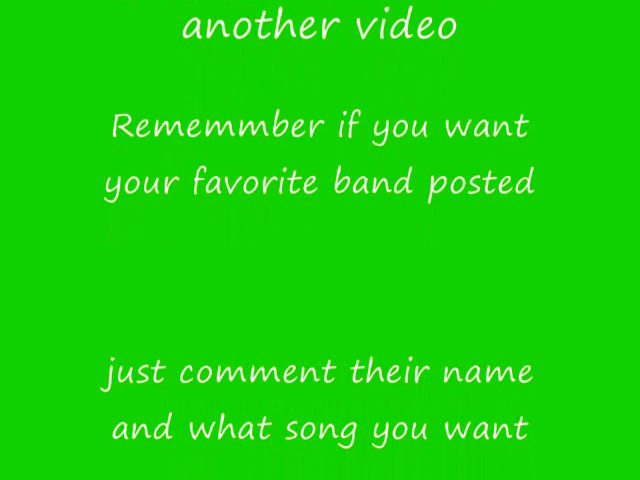 another video
Rememmber if you want
your favorite band posted
just comment their name
and what song you want